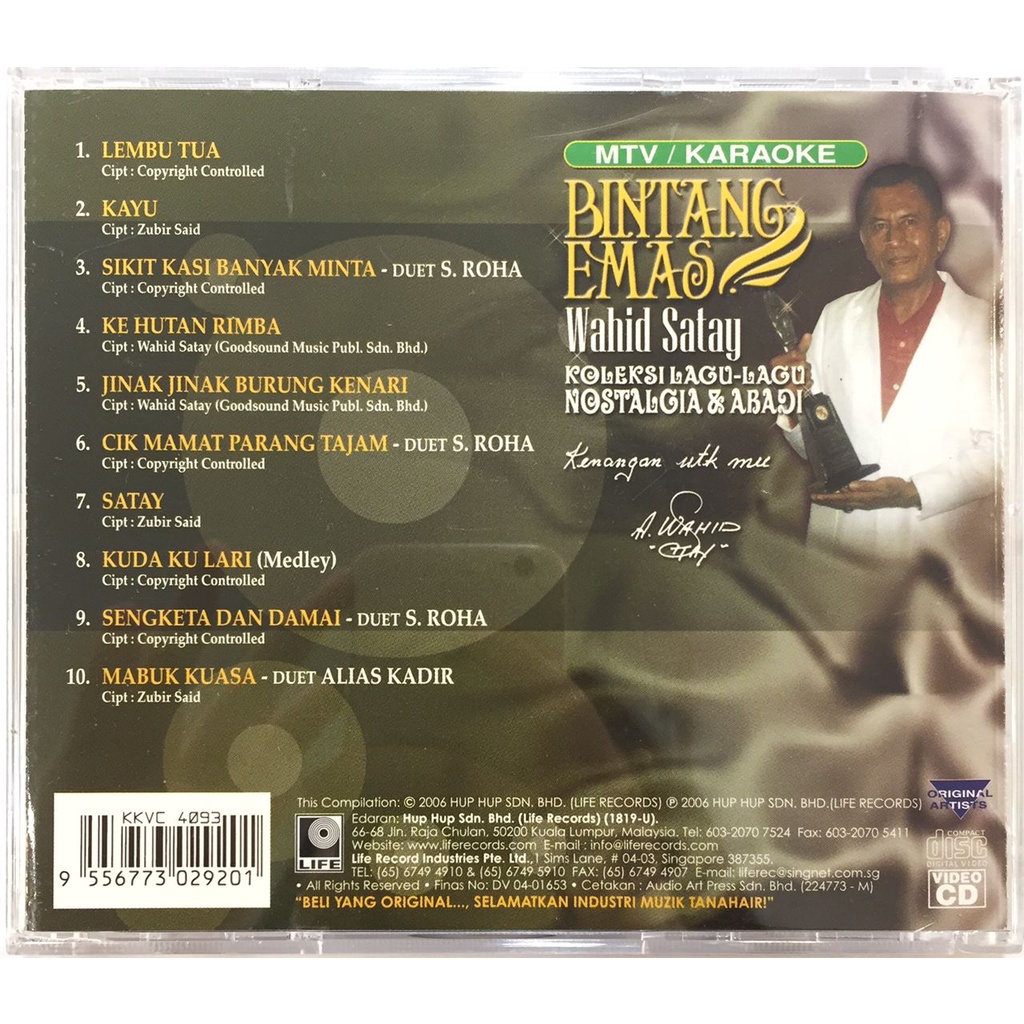 1. LEMBU TUA
Cipt : Copyright Controlled
2. KAYU
Cipt : Zubir Said
3. SIKIT KASI BANYAK MINTA - DUET S. ROHA
Cipt : Copyright Controlled
4. KE HUTAN RIMBA
Cipt : Wahid Satay (Goodsound Music Publ. Sdn. Bhd.)
5. JINAK JINAK BURUNG KENARI
Cipt : Wahid Satay (Goodsound Music Publ. Sdn. Bhd.)
6. CIK MAMAT PARANG TAJAM - DUET S. ROHA
Cipt : Copyright Controlled
7. SATAY
Cipt : Zubir Said
8. KUDA KU LARI (Medley)
Cipt : Copyright Controlled
9. SENGKETA DAN DAMAI - DUET S. ROHA
Cipt : Copyright Controlled
10. MABUK KUASA - DUET ALIAS KADIR
Cipt : Zubir Said
MTV / KARAOKE
BINTANG
EMAS
Wahid Satay
KOLEKSI LAGU-LAGU
NOSTALGIA & ABADI
Kenangan utk mu
A. WAHID
KKVC 4093
9 556773 029201
LIFE
This Compilation: © 2006 HUP HUP SDN. BHD. (LIFE RECORDS) ℗ 2006 HUP HUP SDN. BHD.(LIFE RECORDS)
Edaran: Hup Hup Sdn. Bhd. (Life Records) (1819-U).
66-68 Jln. Raja Chulan, 50200 Kuala Lumpur, Malaysia. Tel: 603-2070 7524 Fax: 603-2070 5411
Website: www.liferecords.com E-mail : info@liferecords.com
Life Record Industries Pte. Ltd.,1 Sims Lane, # 04-03, Singapore 387355.
TEL: (65) 6749 4910 & (65) 6749 5910 FAX: (65) 6749 4907 E-mail: liferec@singnet.com.sg
• All Rights Reserved • Finas No: DV 04-01653 • Cetakan : Audio Art Press Sdn. Bhd. (224773 - M)
"BELI YANG ORIGINAL..., SELAMATKAN INDUSTRI MUZIK TANAHAIR!"
ORIGINAL
ARTISTS
COMPACT
disc
DIGITAL VIDEO
VIDEO
CD